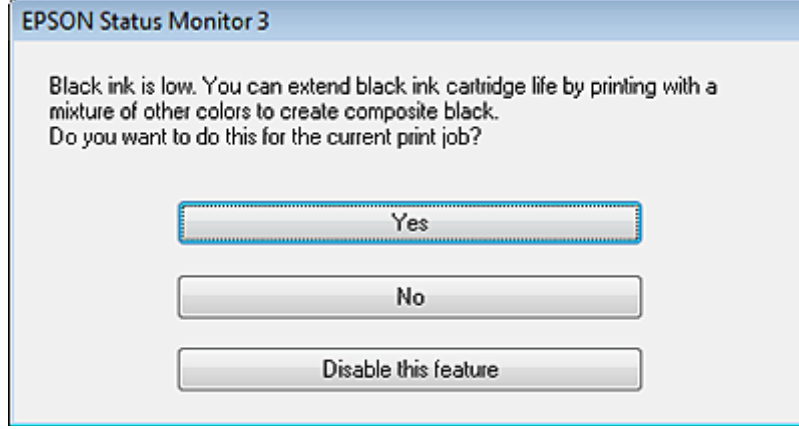 EPSON Status Monitor 3
Black ink is low. You can extend black ink cartridge life by printing with a
mixture of other colors to create composite black.
Do you want to do this for the current print job?
Yes
No
Disable this feature